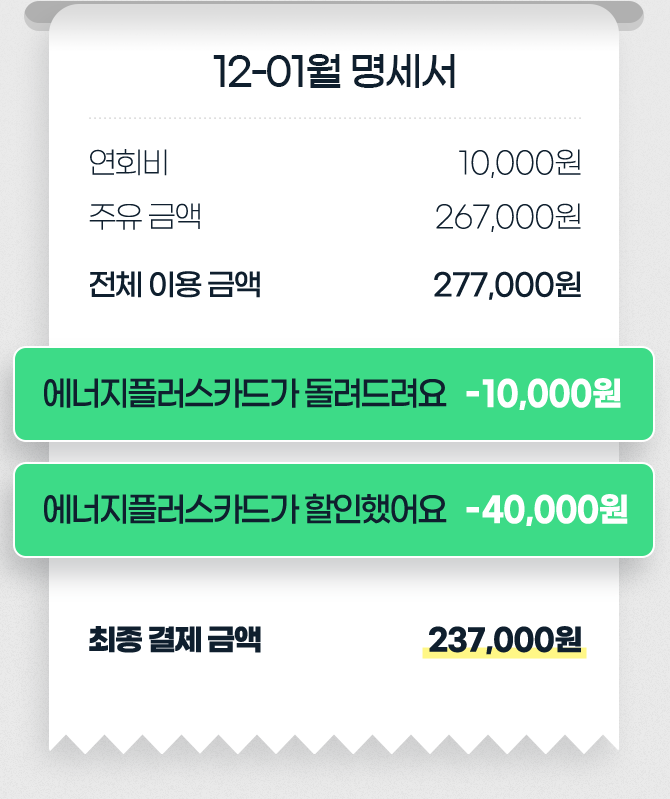 12-01월 명세서
연회비 10,000원
주유 금액 267,000원
전체 이용 금액 277,000원
에너지플러스카드가 돌려드려요 -10,000원
에너지플러스카드가 할인했어요 -40,000원
최종 결제 금액 237,000원